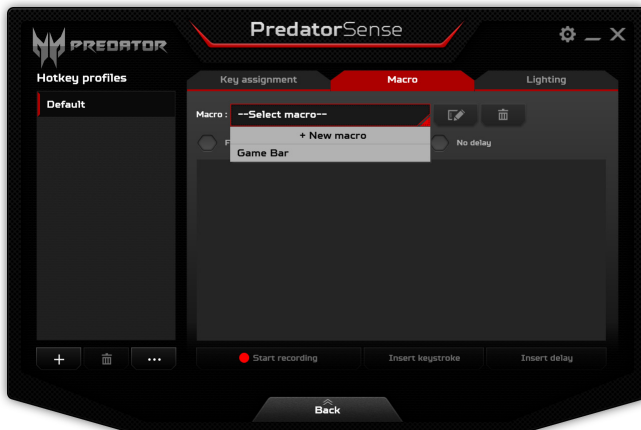 PredatorSense
PREDATOR
Hotkey profiles
Default
Key assignment
Macro
Lighting
Macro :
--Select macro--
+ New macro
Game Bar
No delay
Start recording
Insert keystroke
Insert delay
Back